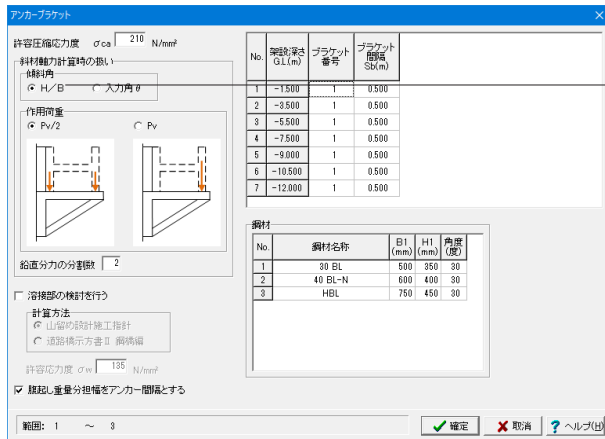 アンカーブラケット
許容圧縮応力度 σca 210 N/mm²
斜材軸力計算時の扱い
傾斜角
H/B 入力角θ
作用荷重
Pv/2 Pv
鉛直分力の分割数 2
溶接部の検討を行う
計算方法
山留め設計施工指針
道路橋示方書Ⅱ 鋼橋編
許容応力度 σw 135 N/mm²
腹起し重量分担幅をアンカー間隔とする
No. 架設深さ G.L(m) ブラケット番号 ブラケット間隔 Sb(m)
1 -1.500 1 0.500
2 -3.500 1 0.500
3 -5.500 1 0.500
4 -7.500 1 0.500
5 -9.000 1 0.500
6 -10.500 1 0.500
7 -12.000 1 0.500
鋼材
No. 鋼材名称 B1 (mm) H1 (mm) 角度 (度)
1 30 BL 500 350 30
2 40 BL-N 600 400 30
3 HBL 750 450 30
範囲: 1 ～ 3
確定 取消 ? ヘルプ(H)